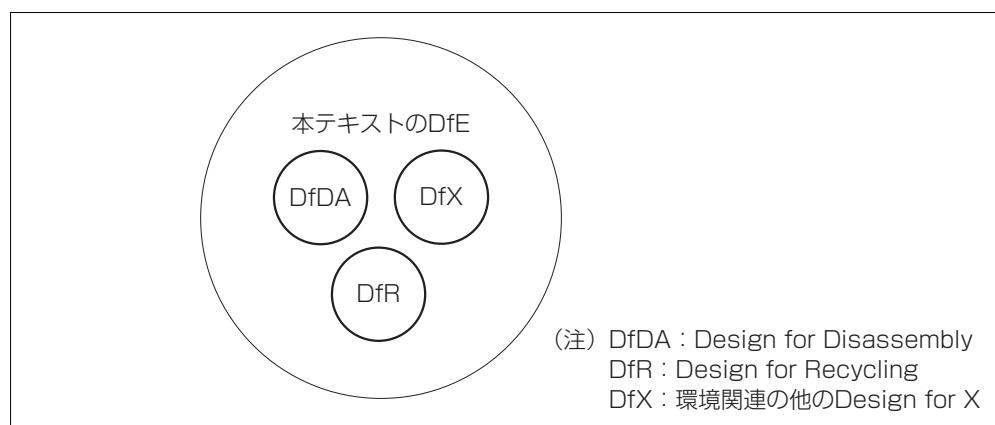 本テキストのDfE
DfDA
DfX
DfR
(注) DfDA:Design for Disassembly
DfR:Design for Recycling
DfX:環境関連の他のDesign for X